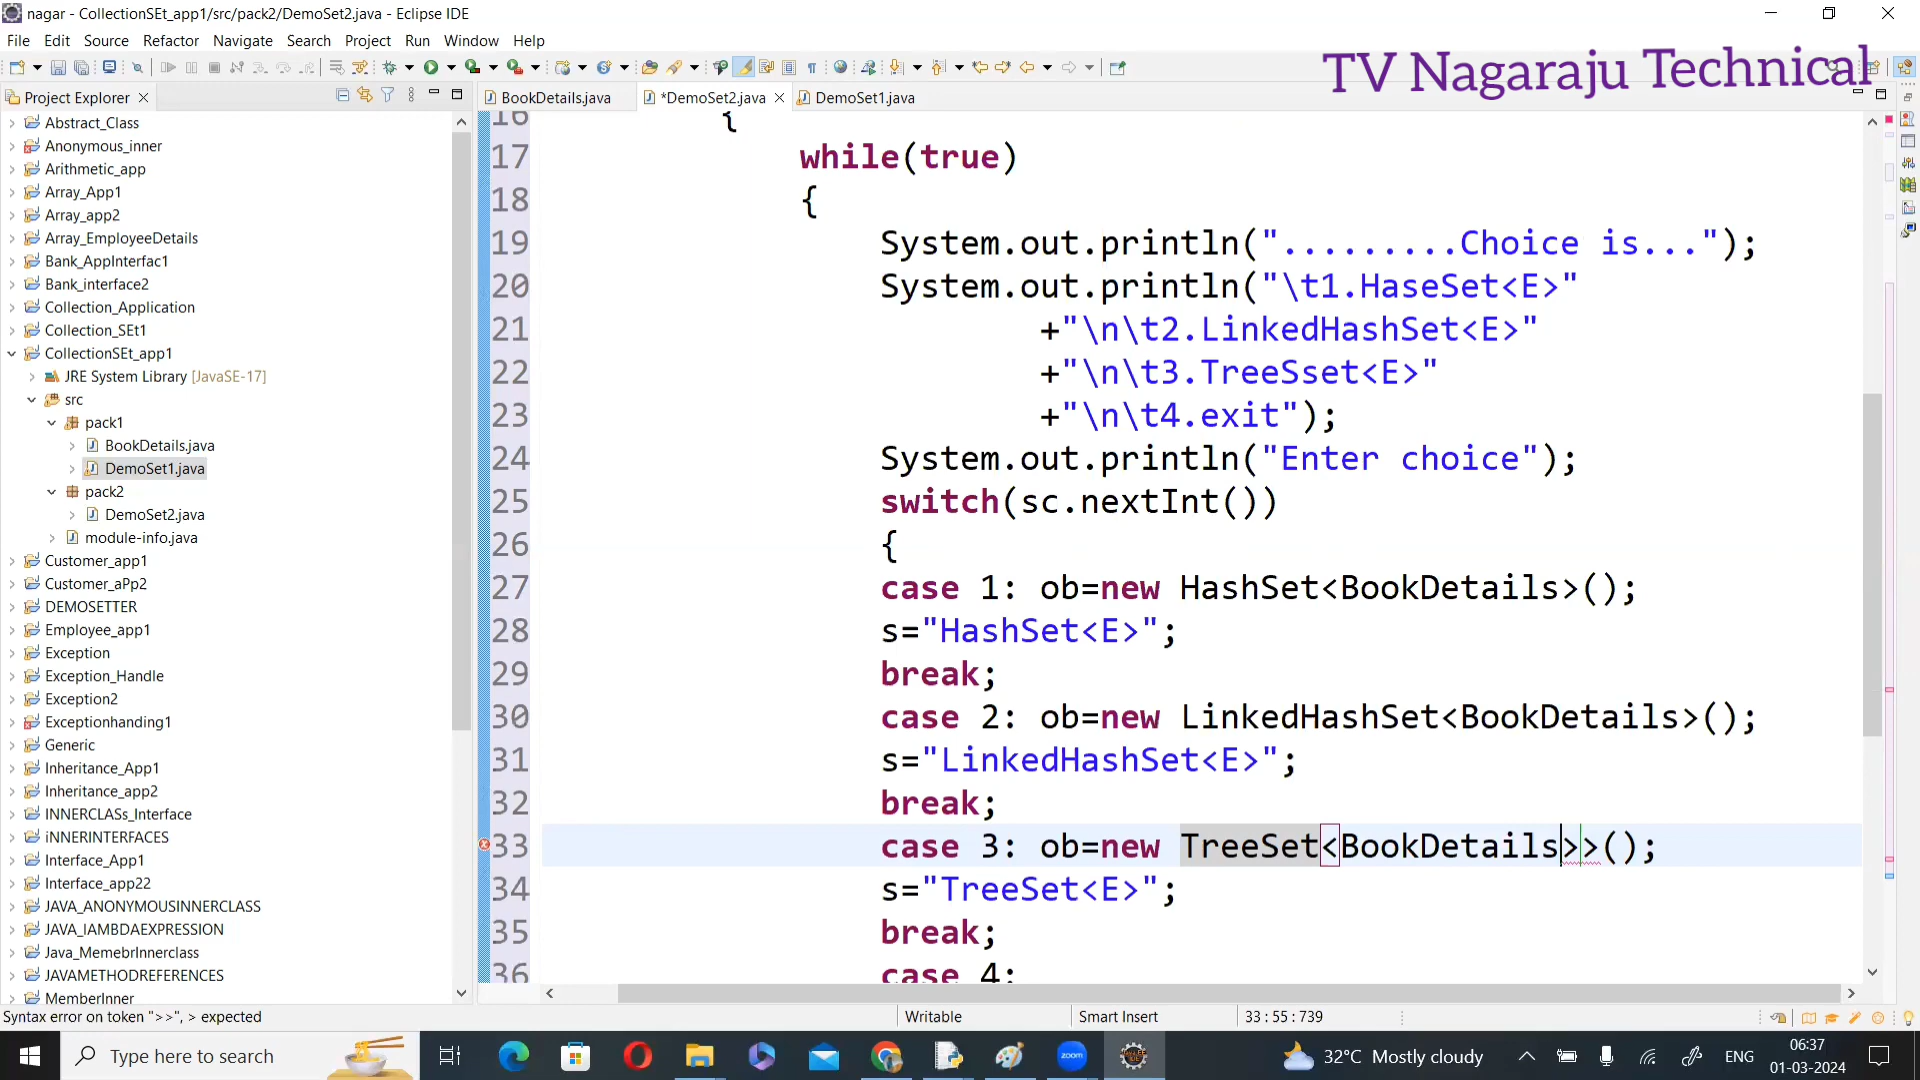 nagar - CollectionSEt_app1/src/pack2/DemoSet2.java - Eclipse IDE
File Edit Source Refactor Navigate Search Project Run Window Help
TV Nagaraju Technical
Project Explorer
BookDetails.java
*DemoSet2.java
DemoSet1.java
Abstract_Class
Anonymous_inner
Arithmetic_app
Array_App1
Array_app2
Array_EmployeeDetails
Bank_AppInterfac1
Bank_interface2
Collection_Application
Collection_SEt1
CollectionSEt_app1
JRE System Library [JavaSE-17]
src
pack1
BookDetails.java
DemoSet1.java
pack2
DemoSet2.java
module-info.java
Customer_app1
Customer_aPp2
DEMOSETTER
Employee_app1
Exception
Exception_Handle
Exception2
Exceptionhanding1
Generic
Inheritance_App1
Inheritance_app2
INNERCLASs_Interface
iNNERINTERFACES
Interface_App1
Interface_app22
JAVA_ANONYMOUSINNERCLASS
JAVA_lAMBDAEXPRESSION
Java_MemebrInnerclass
JAVAMETHODREFERENCES
MemberInner
16 {
17 while(true)
18 {
19 System.out.println(".........Choice is...");
20 System.out.println("\t1.HaseSet<E>"
21 +"\n\t2.LinkedHashSet<E>"
22 +"\n\t3.TreeSset<E>"
23 +"\n\t4.exit");
24 System.out.println("Enter choice");
25 switch(sc.nextInt())
26 {
27 case 1: ob=new HashSet<BookDetails>();
28 s="HashSet<E>";
29 break;
30 case 2: ob=new LinkedHashSet<BookDetails>();
31 s="LinkedHashSet<E>";
32 break;
33 case 3: ob=new TreeSet<BookDetails>>();
34 s="TreeSet<E>";
35 break;
36 case 4:
Syntax error on token ">>", > expected
Writable
Smart Insert
33 : 55 : 739
Type here to search
zoom
32°C Mostly cloudy
ENG
06:37
01-03-2024